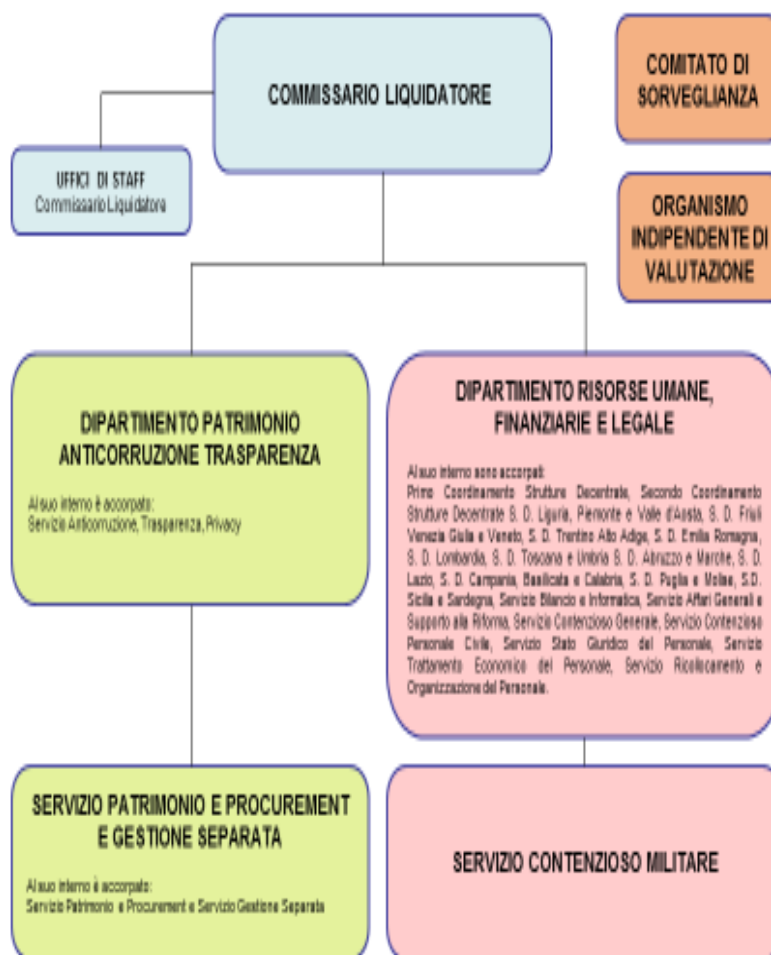 COMMISSARIO LIQUIDATORE
COMITATO DI
SORVEGLIANZA
UFFICI DI STAFF
Commissario Liquidatore
ORGANISMO
INDIPENDENTE DI
VALUTAZIONE
DIPARTIMENTO PATRIMONIO
ANTICORRUZIONE TRASPARENZA
Al suo interno è accorpato:
Servizio Anticorruzione, Trasparenza, Privacy
DIPARTIMENTO RISORSE UMANE,
FINANZIARIE E LEGALE
Al suo interno sono accorpati:
Primo Coordinamento Strutture Decentrate, Secondo Coordinamento
Strutture Decentrate S. D. Liguria, Piemonte e Valle d'Aosta, S. D. Friuli
Venezia Giulia e Veneto, S. D. Trentino Alto Adige, S. D. Emilia Romagna,
S. D. Lombardia, S. D. Toscana e Umbria S. D. Abruzzo e Marche, S. D.
Lazio, S. D. Campania, Basilicata e Calabria, S. D. Puglia e Molise, S.D.
Sicilia e Sardegna, Servizio Bilancio e Informatica, Servizio Affari Generali e
Supporto alla Riforma, Servizio Contenzioso Generale, Servizio Contenzioso
Personale Civile, Servizio Stato Giuridico del Personale, Servizio
Trattamento Economico del Personale, Servizio Ricollocamento e
Organizzazione del Personale.
SERVIZIO PATRIMONIO E PROCUREMENT
E GESTIONE SEPARATA
Al suo interno è accorpato:
Servizio Patrimonio e Procurement e Servizio Gestione Separata
SERVIZIO CONTENZIOSO MILITARE